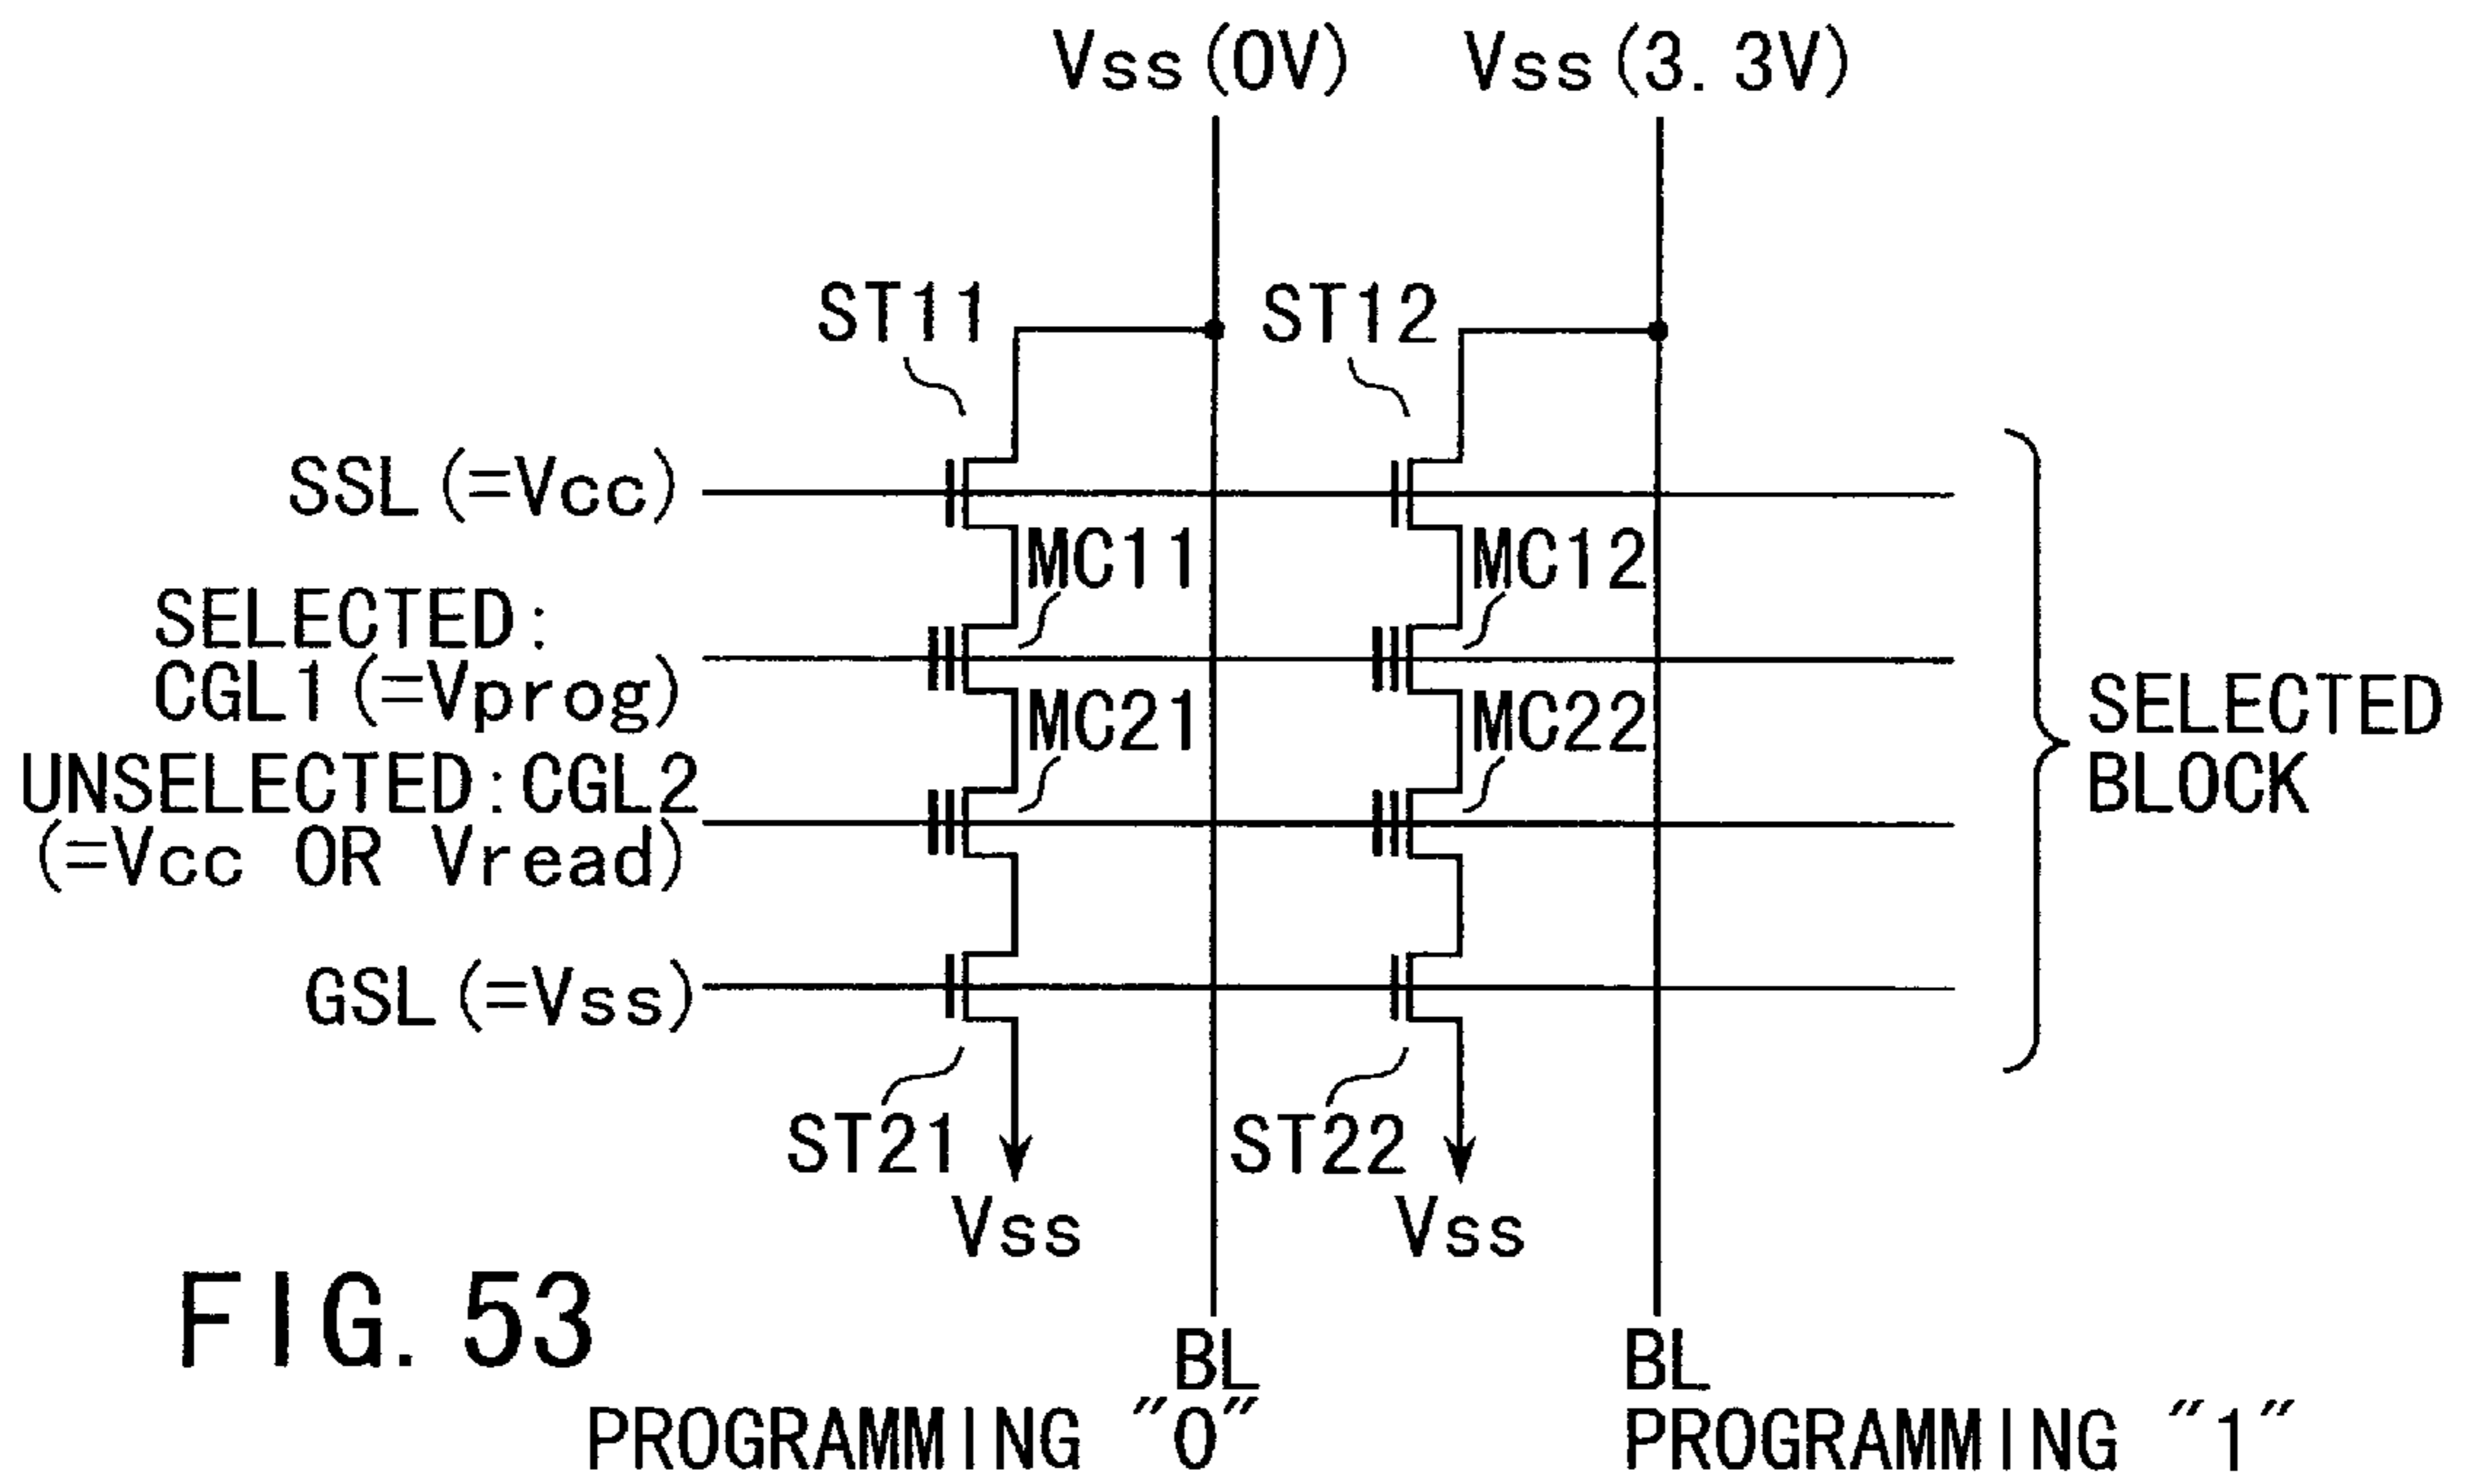 Vss(0V) Vss(3.3V)
ST11 ST12
SSL(=Vcc)
MC11 MC12
SELECTED:
CGL1(=Vprog)
MC21 MC22
SELECTED
BLOCK
UNSELECTED:CGL2
(=Vcc OR Vread)
GSL(=Vss)
ST21 ST22
Vss Vss
FIG. 53
BL BL
PROGRAMMING "0" PROGRAMMING "1"